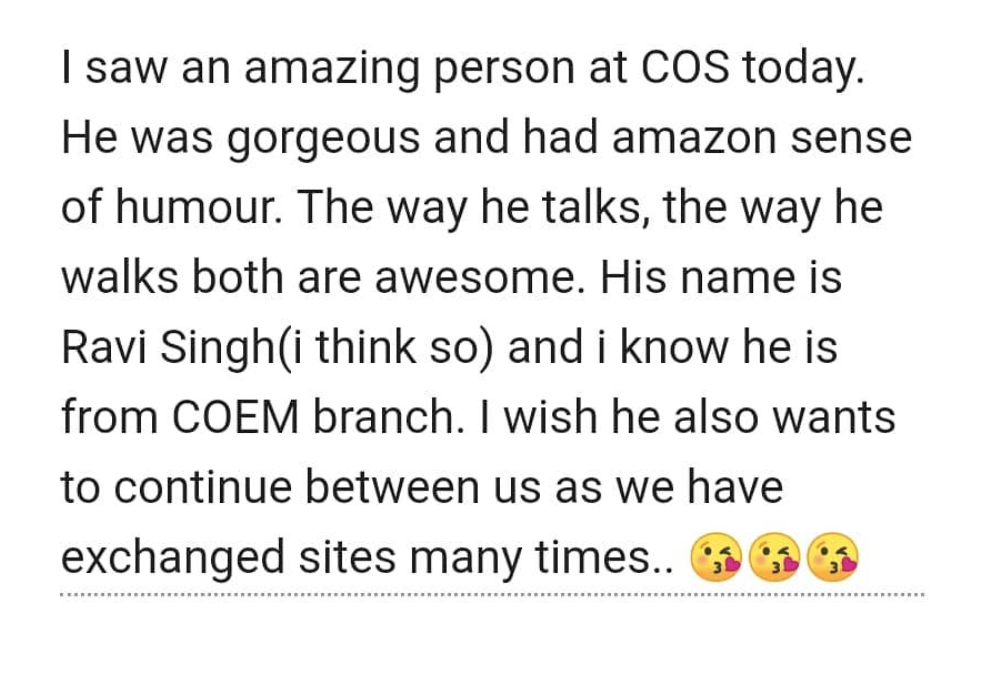 I saw an amazing person at COS today.
He was gorgeous and had amazon sense
of humour. The way he talks, the way he
walks both are awesome. His name is
Ravi Singh(i think so) and i know he is
from COEM branch. I wish he also wants
to continue between us as we have
exchanged sites many times.. 😘😘😘